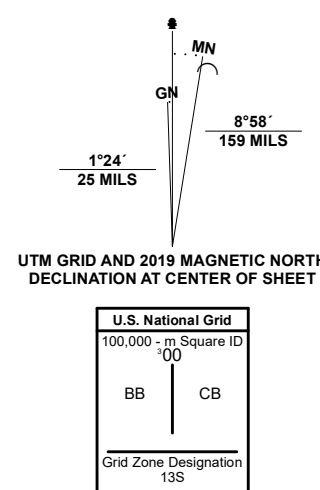 MN
GN
8°58´
159 MILS
1°24´
25 MILS
UTM GRID AND 2019 MAGNETIC NORTH
DECLINATION AT CENTER OF SHEET
U.S. National Grid
100,000 - m Square ID
³00
BB CB
Grid Zone Designation
13S